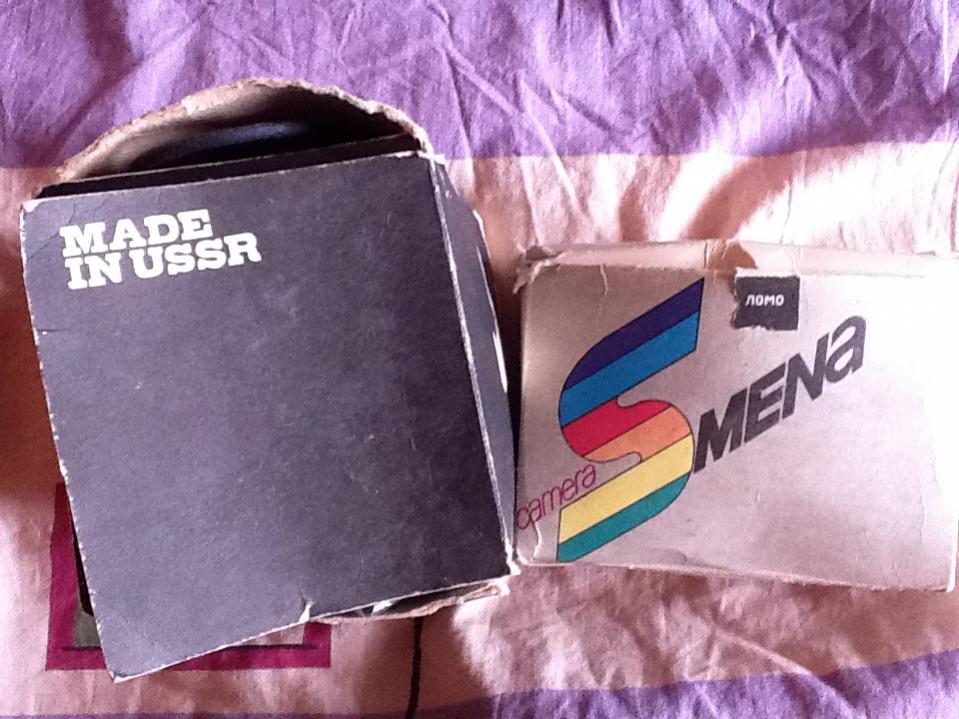 MADE
IN USSR
ЛОМО
SMENa
camera